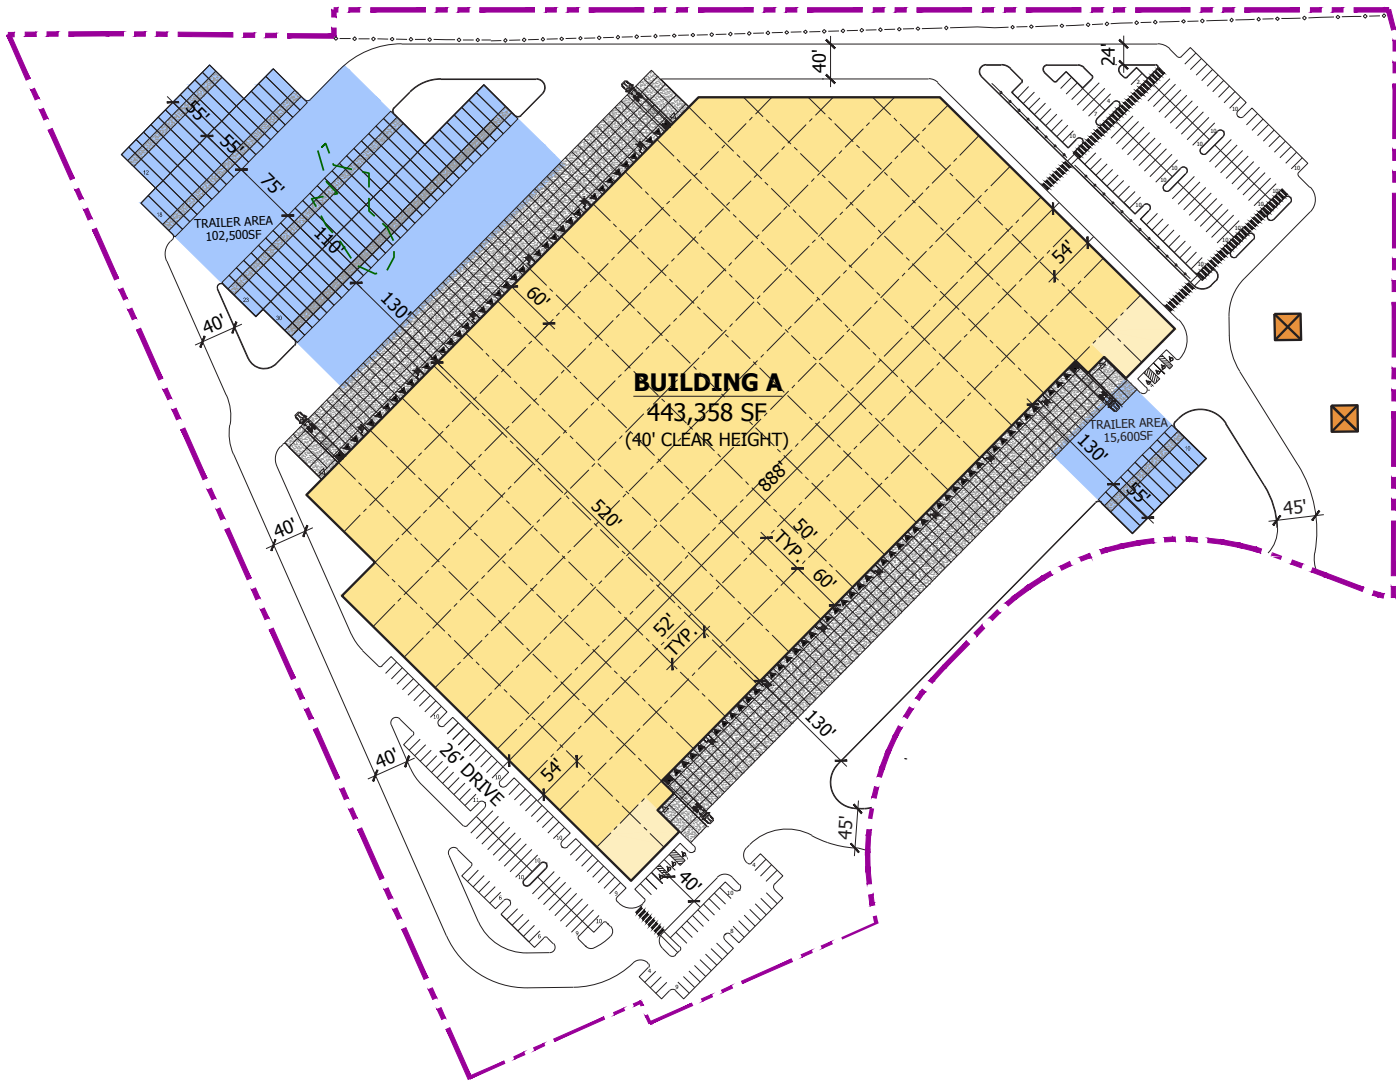 40'
24'
55'
55'
75'
TRAILER AREA
102,500SF
110'
130'
40'
60'
54'
BUILDING A
443,358 SF
(40' CLEAR HEIGHT)
TRAILER AREA
15,600SF
130'
55'
45'
888'
520'
50'
TYP.
60'
40'
52'
TYP.
130'
40'
26' DRIVE
54'
45'
40'